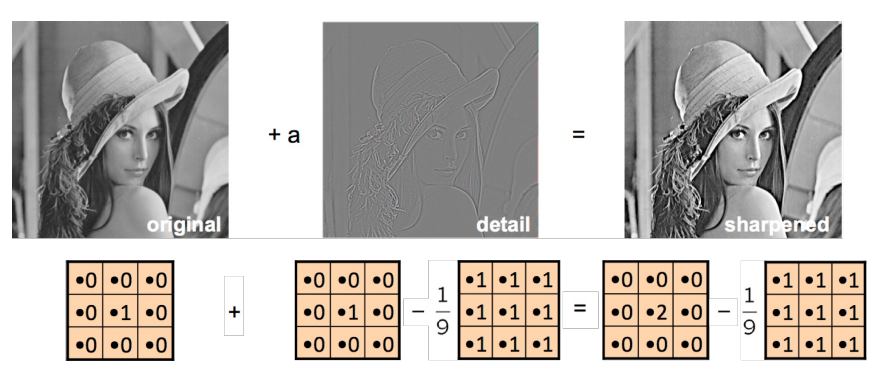 + a =
original detail sharpened
•0 •0 •0 •0 •0 •0 •1 •1 •1 •0 •0 •0 •1 •1 •1
•0 •1 •0 + •0 •1 •0 − 1/9 •1 •1 •1 = •0 •2 •0 − 1/9 •1 •1 •1
•0 •0 •0 •0 •0 •0 •1 •1 •1 •0 •0 •0 •1 •1 •1